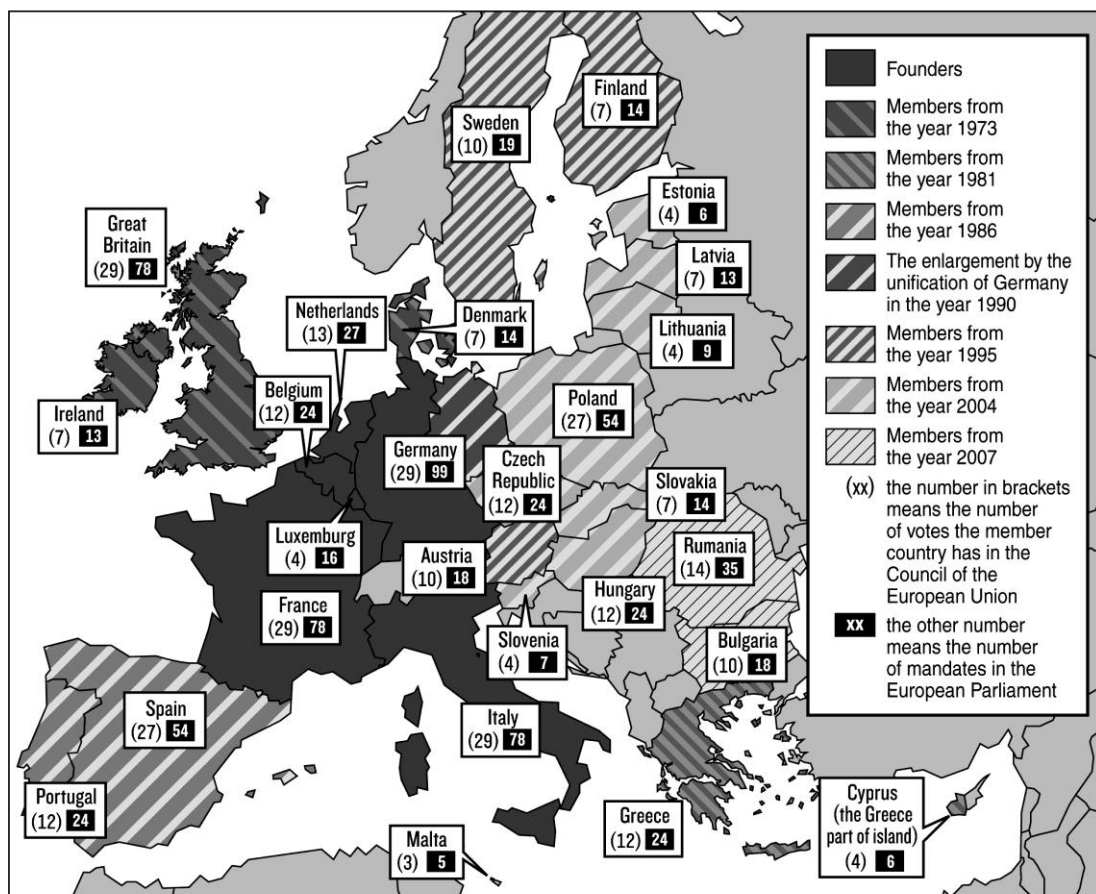 Finland
(7) 14
Sweden
(10) 19
Estonia
(4) 6
Great
Britain
(29) 78
Latvia
(7) 13
Netherlands
(13) 27
Denmark
(7) 14
Lithuania
(4) 9
Belgium
(12) 24
Poland
(27) 54
Ireland
(7) 13
Germany
(29) 99
Czech
Republic
(12) 24
Slovakia
(7) 14
Luxemburg
(4) 16
Austria
(10) 18
Rumania
(14) 35
France
(29) 78
Hungary
(12) 24
Slovenia
(4) 7
Bulgaria
(10) 18
Spain
(27) 54
Italy
(29) 78
Portugal
(12) 24
Greece
(12) 24
Cyprus
(the Greece
part of island)
(4) 6
Malta
(3) 5
Founders
Members from
the year 1973
Members from
the year 1981
Members from
the year 1986
The enlargement by the
unification of Germany
in the year 1990
Members from
the year 1995
Members from
the year 2004
Members from
the year 2007
(xx) the number in brackets
means the number
of votes the member
country has in the
Council of the
European Union
xx the other number
means the number
of mandates in the
European Parliament